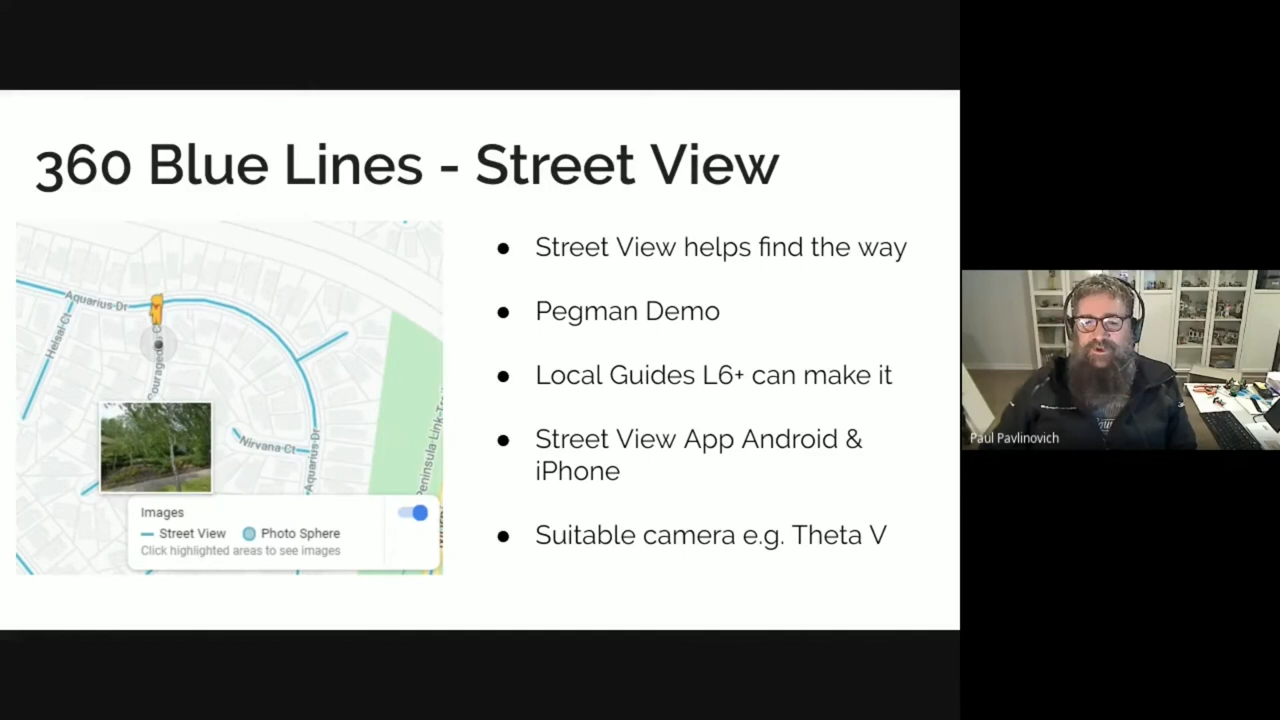 360 Blue Lines - Street View
Aquarius Dr
Helsal Ct
Nirvana Ct
Aquarius Dr
Images
Street View
Photo Sphere
Click highlighted areas to see images
● Street View helps find the way
● Pegman Demo
● Local Guides L6+ can make it
● Street View App Android &
iPhone
● Suitable camera e.g. Theta V
Paul Pavlinovich